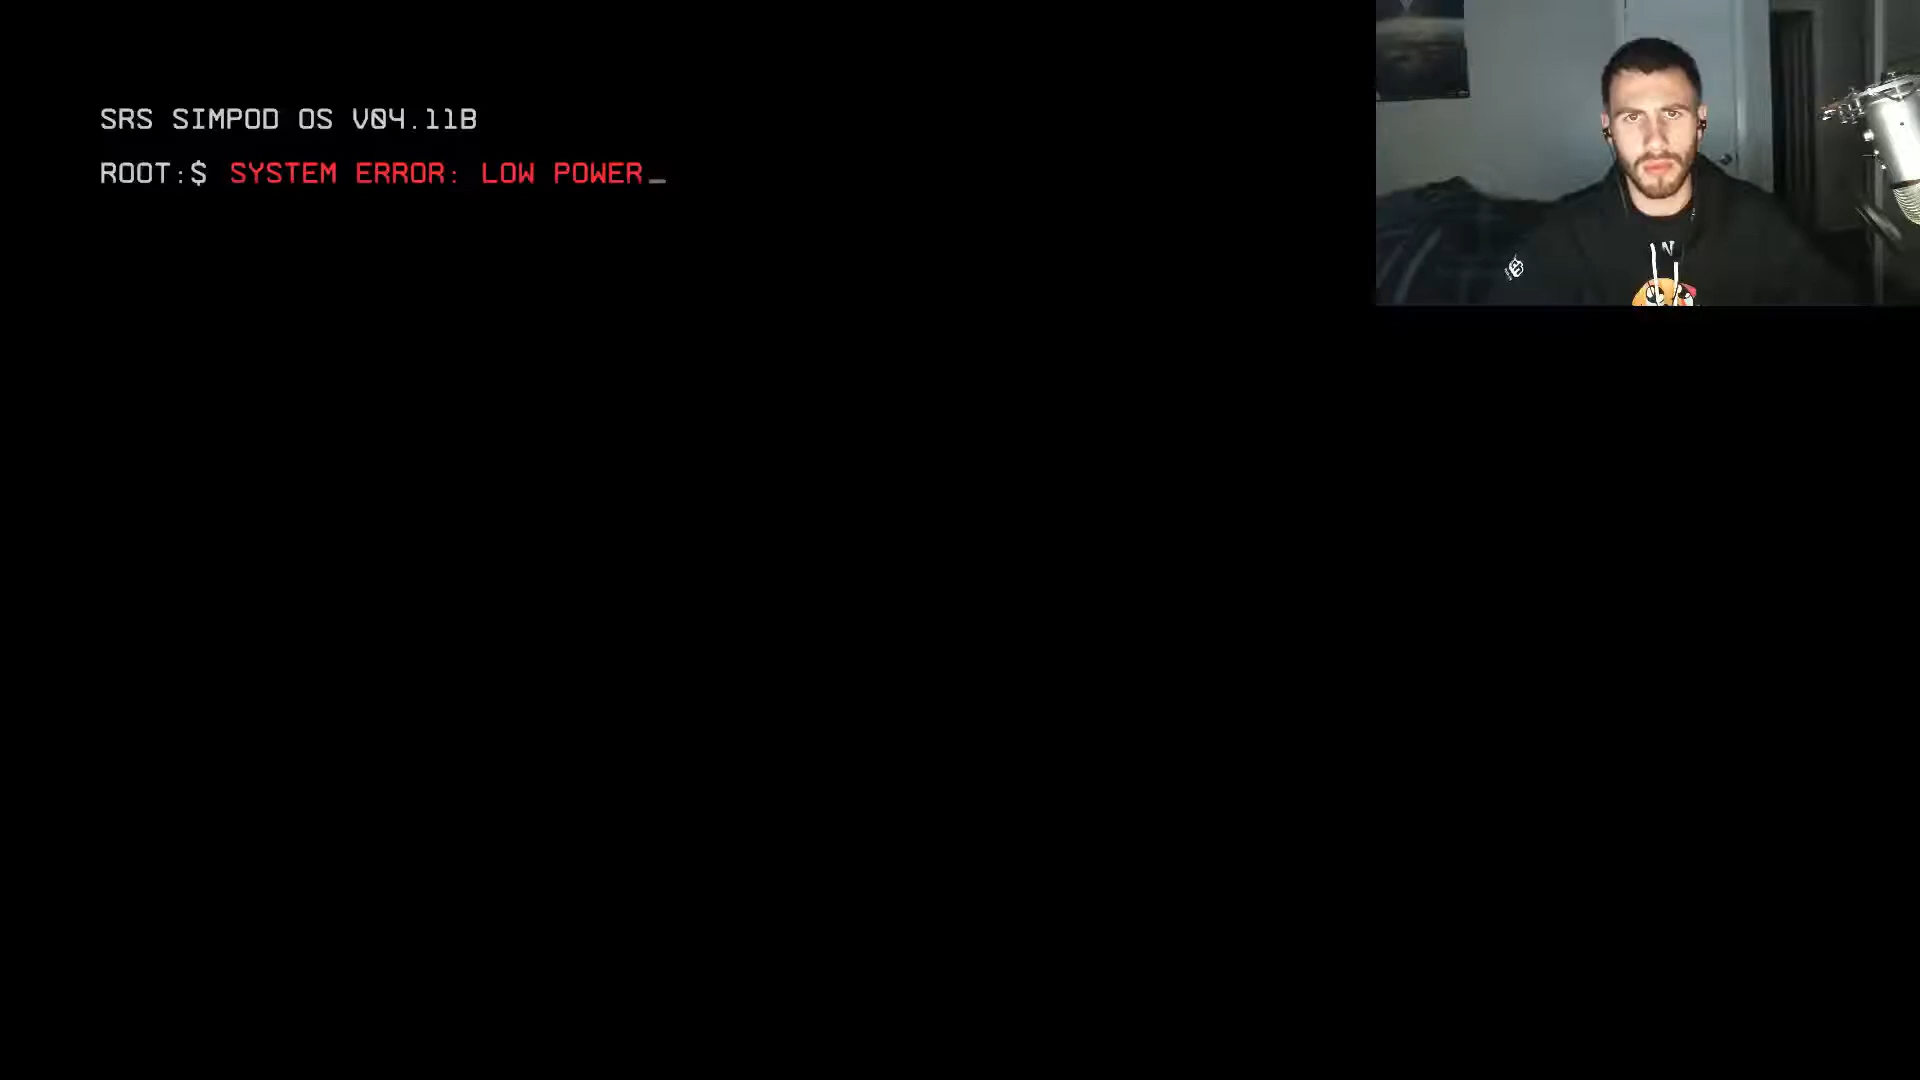 SRS SIMPOD OS V04.11B
ROOT:$ SYSTEM ERROR: LOW POWER_